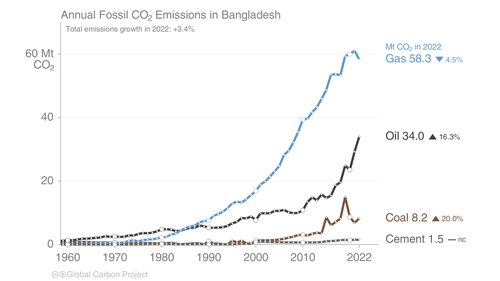 Annual Fossil CO₂ Emissions in Bangladesh
Total emissions growth in 2022: +3.4%
60 Mt
CO₂
40
20
0
1960
1970
1980
1990
2000
2010
2022
Mt CO₂ in 2022
Gas 58.3 ▼ 4.5%
Oil 34.0 ▲ 16.3%
Coal 8.2 ▲ 20.0%
Cement 1.5 — nc
Global Carbon Project